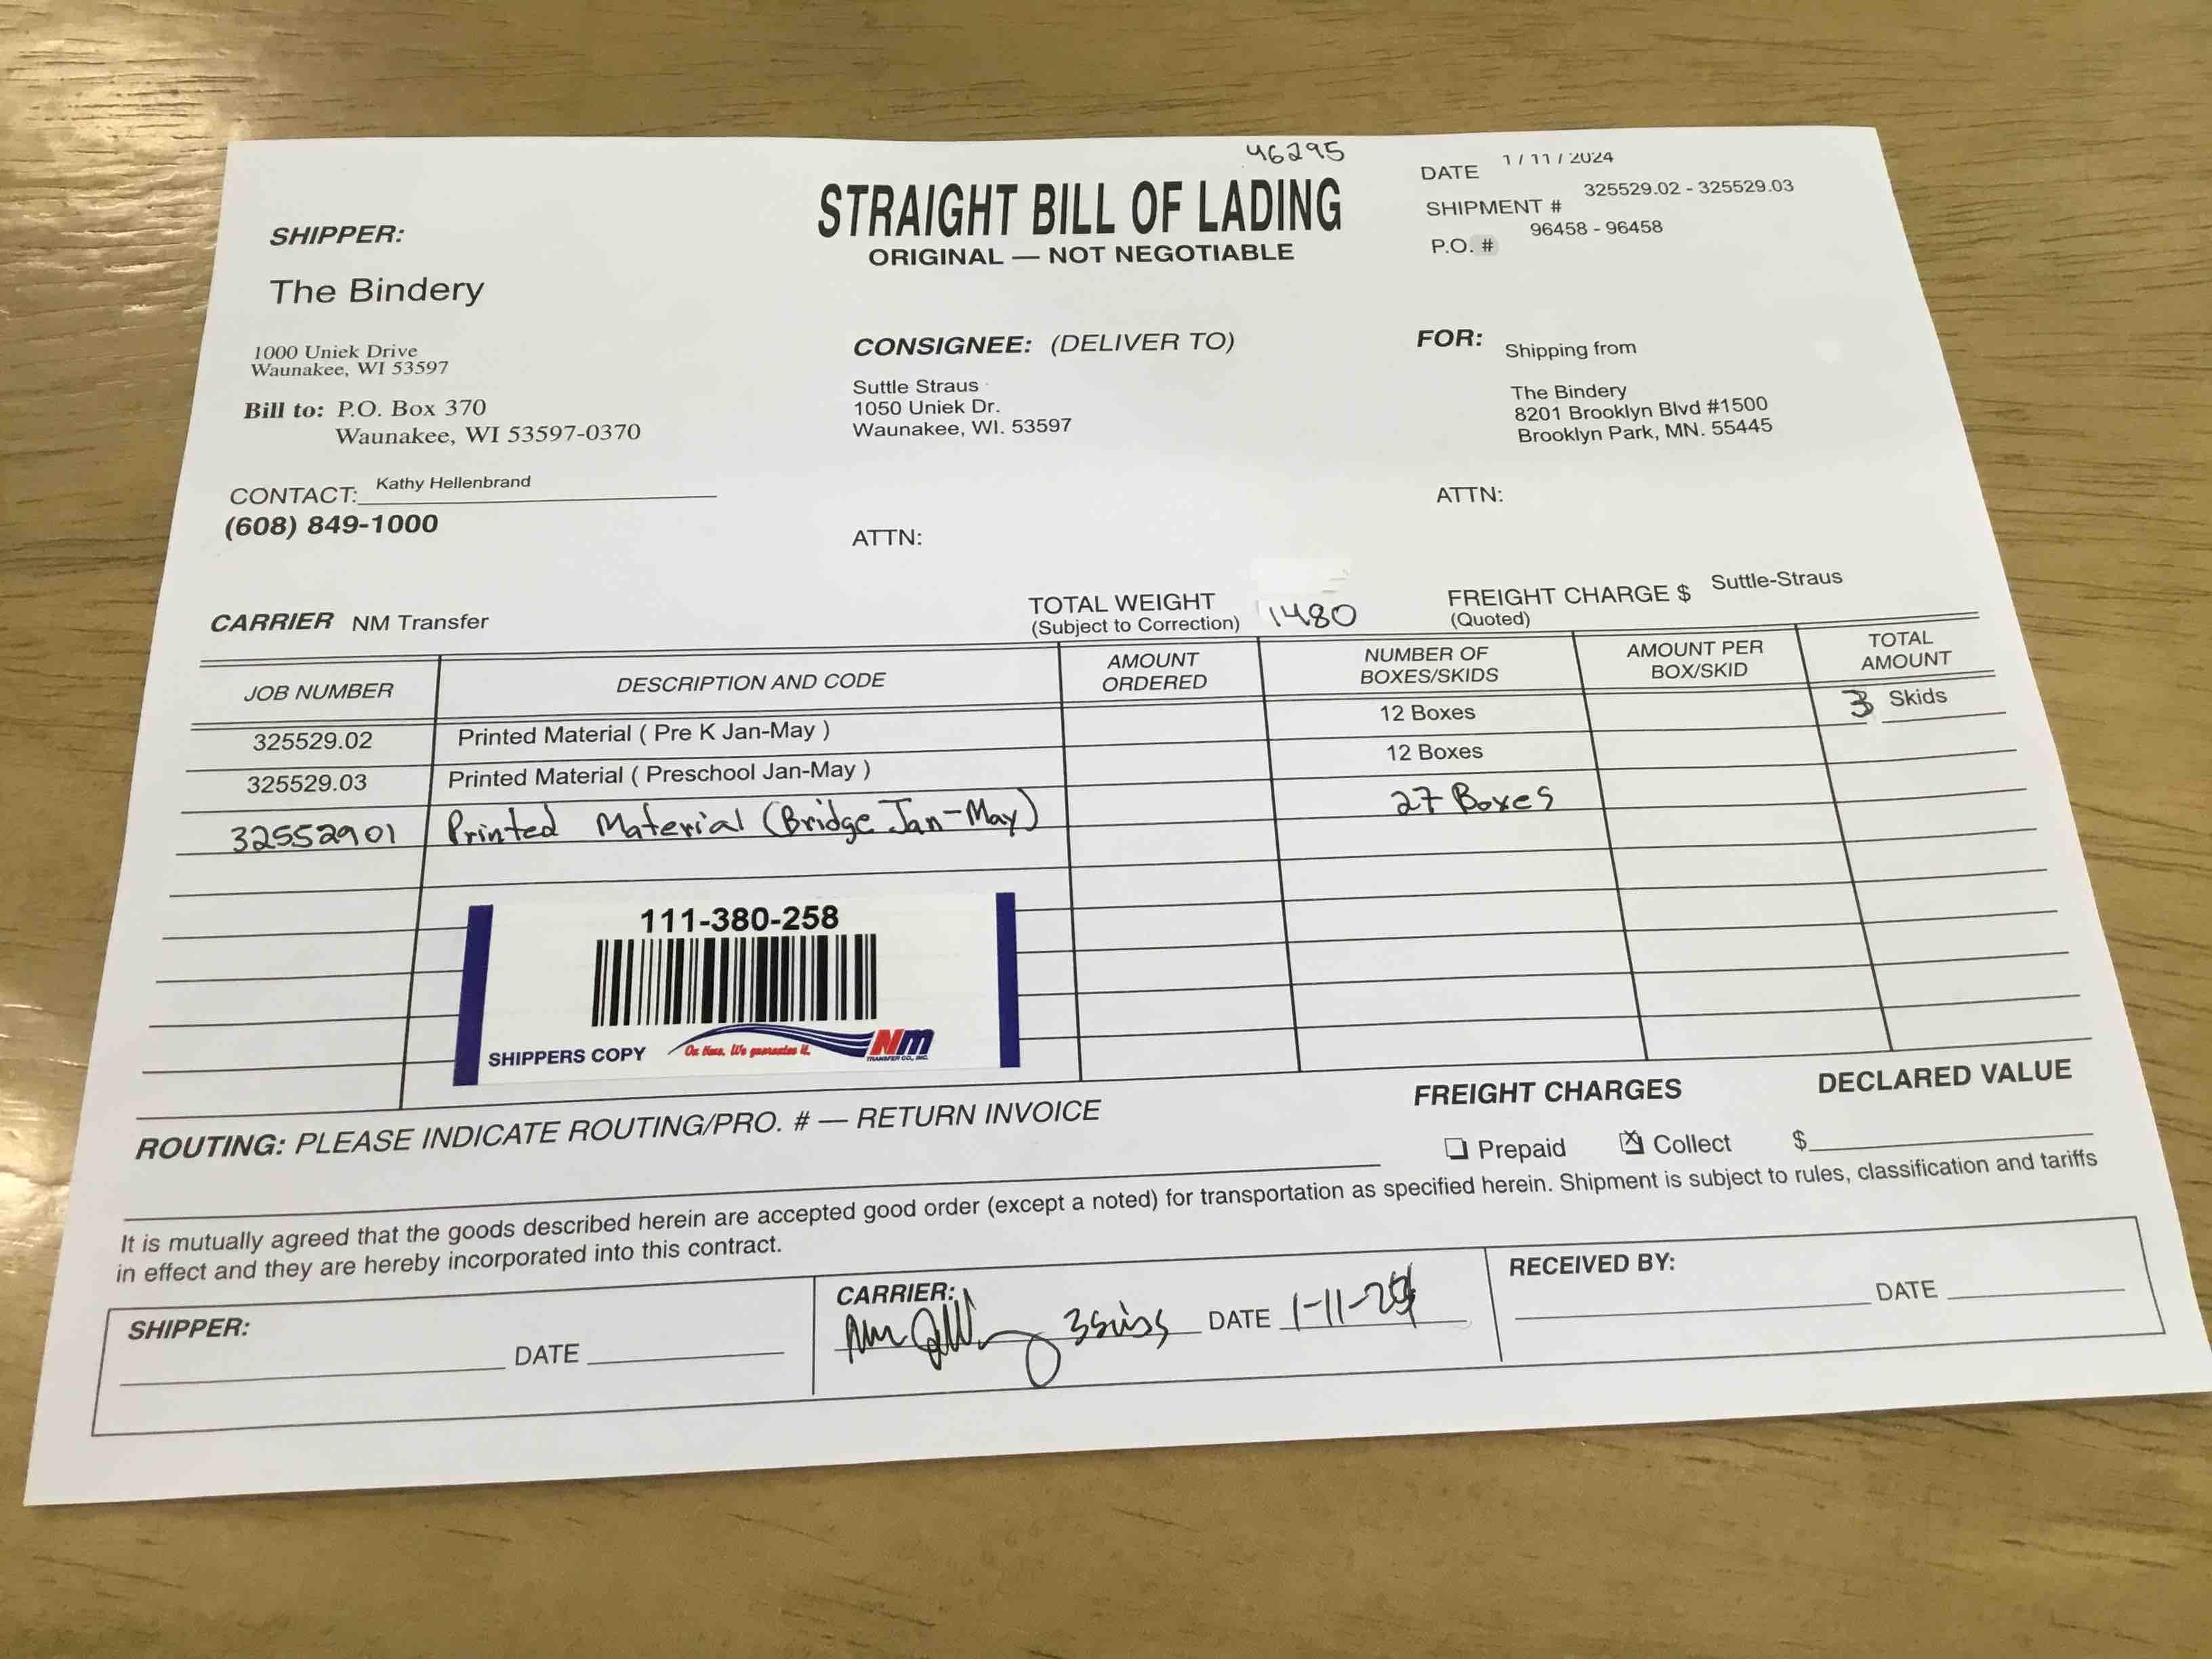 46295
STRAIGHT BILL OF LADING
ORIGINAL — NOT NEGOTIABLE
DATE 1 / 11 / 2024
SHIPMENT # 325529.02 - 325529.03
P.O. # 96458 - 96458
SHIPPER:
The Bindery
1000 Uniek Drive
Waunakee, WI 53597
Bill to: P.O. Box 370
Waunakee, WI 53597-0370
CONTACT: Kathy Hellenbrand
(608) 849-1000
CONSIGNEE: (DELIVER TO)
Suttle Straus
1050 Uniek Dr.
Waunakee, WI. 53597
ATTN:
FOR: Shipping from
The Bindery
8201 Brooklyn Blvd #1500
Brooklyn Park, MN. 55445
ATTN:
CARRIER NM Transfer
TOTAL WEIGHT
(Subject to Correction) 1480
FREIGHT CHARGE $ Suttle-Straus
(Quoted)
JOB NUMBER DESCRIPTION AND CODE AMOUNT ORDERED NUMBER OF BOXES/SKIDS AMOUNT PER BOX/SKID TOTAL AMOUNT
325529.02 Printed Material ( Pre K Jan-May ) 12 Boxes 3 Skids
325529.03 Printed Material ( Preschool Jan-May ) 12 Boxes
32552901 Printed Material (Bridge Jan-May) 27 Boxes
111-380-258
SHIPPERS COPY On time. We guarantee it. NM
TRANSFER CO., INC.
ROUTING: PLEASE INDICATE ROUTING/PRO. # — RETURN INVOICE
FREIGHT CHARGES
Prepaid Collect
DECLARED VALUE
$
It is mutually agreed that the goods described herein are accepted good order (except a noted) for transportation as specified herein. Shipment is subject to rules, classification and tariffs
in effect and they are hereby incorporated into this contract.
SHIPPER:
DATE
CARRIER:
DATE 1-11-24
RECEIVED BY:
DATE